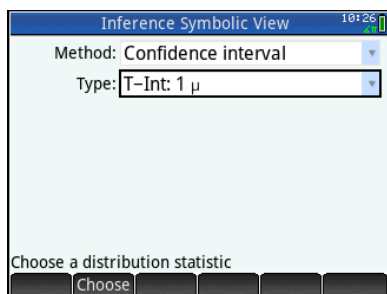 Inference Symbolic View 10:26
Method: Confidence interval
Type: T-Int: 1 μ
Choose a distribution statistic
Choose